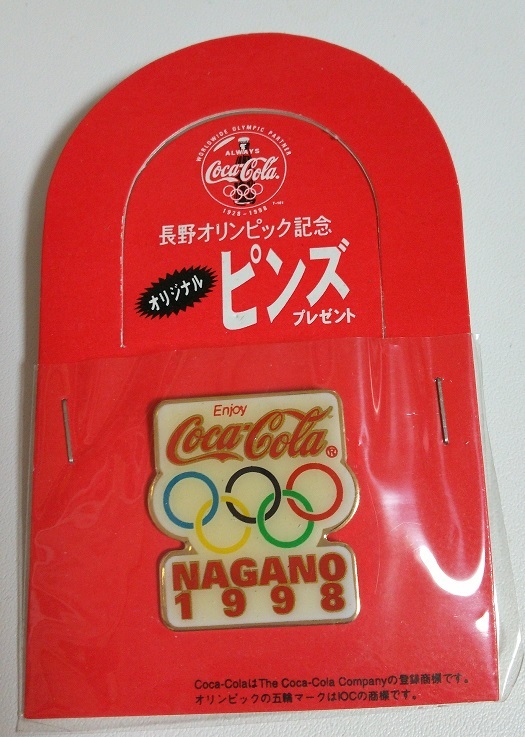 WORLDWIDE OLYMPIC PARTNER
ALWAYS
Coca-Cola
1928-1998
長野オリンピック記念
オリジナル
ピンズ
プレゼント
Enjoy
Coca-Cola®
NAGANO
1998
Coca-ColaはThe Coca-Cola Companyの登録商標です。
オリンピックの五輪マークはIOCの商標です。